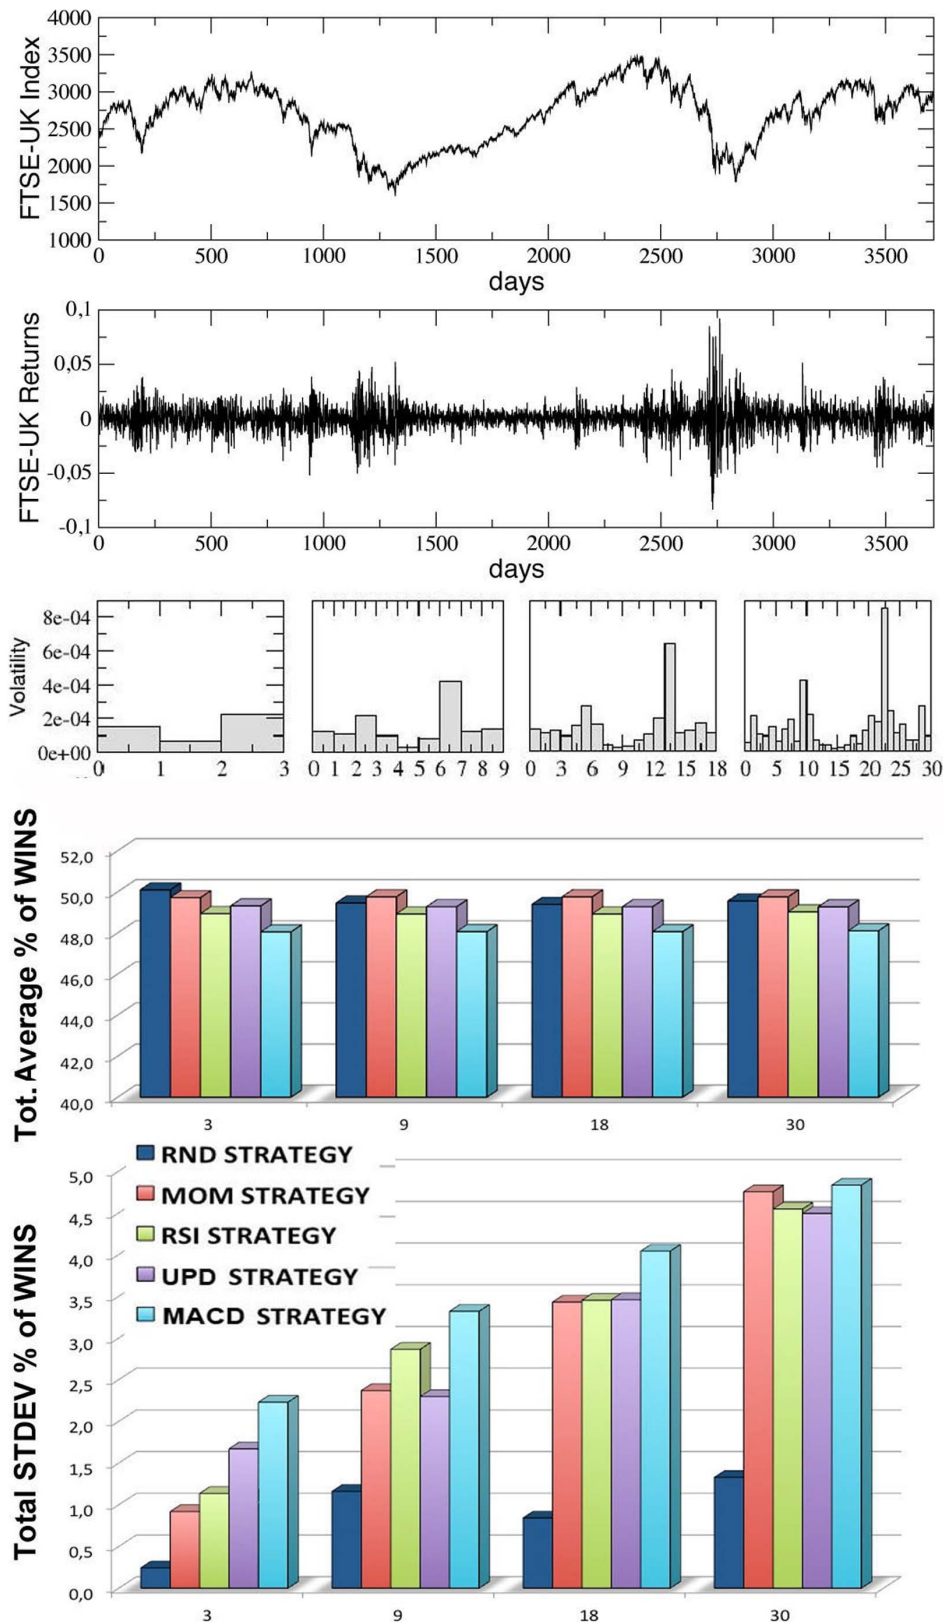 4000
3500
3000
2500
2000
1500
1000
FTSE-UK Index
0 500 1000 1500 2000 2500 3000 3500
days
0,1
0,05
0
-0,05
-0,1
FTSE-UK Returns
0 500 1000 1500 2000 2500 3000 3500
days
8e-04
6e-04
4e-04
2e-04
0e+00
Volatility
0 1 2 3
0 1 2 3 4 5 6 7 8 9
0 3 6 9 12 15 18
0 5 10 15 20 25 30
Tot. Average % of WINS
52,0
50,0
48,0
46,0
44,0
42,0
40,0
3 9 18 30
RND STRATEGY
MOM STRATEGY
RSI STRATEGY
UPD STRATEGY
MACD STRATEGY
Total STDEV % of WINS
5,0
4,5
4,0
3,5
3,0
2,5
2,0
1,5
1,0
0,5
0,0
3 9 18 30